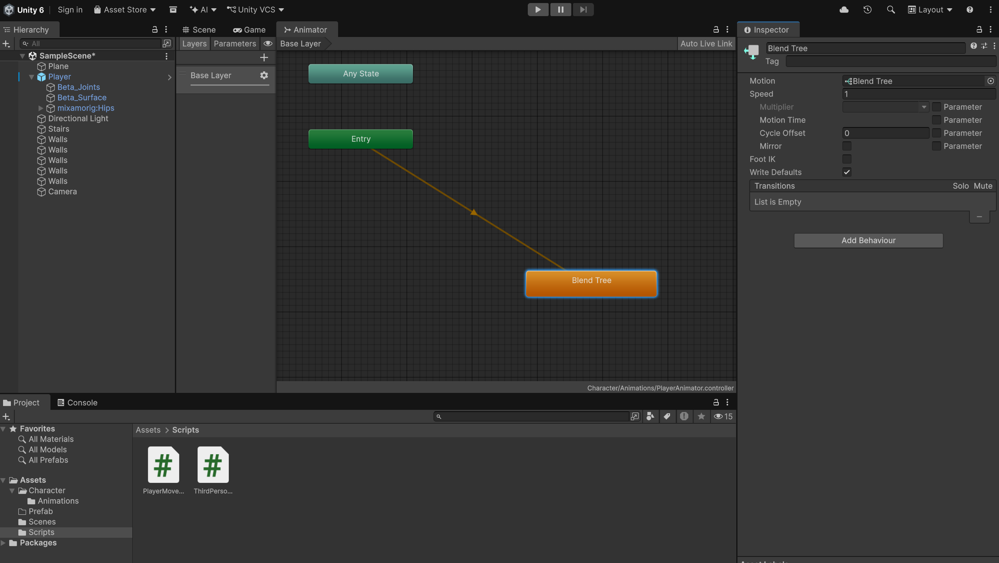 Unity 6 Sign in Asset Store AI Unity VCS Layout
Hierarchy
All
SampleScene*
Plane
Player
Beta_Joints
Beta_Surface
mixamorig:Hips
Directional Light
Stairs
Walls
Walls
Walls
Walls
Walls
Camera
Scene Game Animator
Layers Parameters Base Layer Auto Live Link
Base Layer
Any State
Entry
Blend Tree
Character/Animations/PlayerAnimator.controller
Inspector
Blend Tree
Tag
Motion Blend Tree
Speed 1
Multiplier Parameter
Motion Time Parameter
Cycle Offset 0 Parameter
Mirror Parameter
Foot IK
Write Defaults
Transitions Solo Mute
List is Empty
Add Behaviour
Project Console
15
Favorites
All Materials
All Models
All Prefabs
Assets
Character
Animations
Prefab
Scenes
Scripts
Packages
Assets > Scripts
PlayerMove... ThirdPerso...